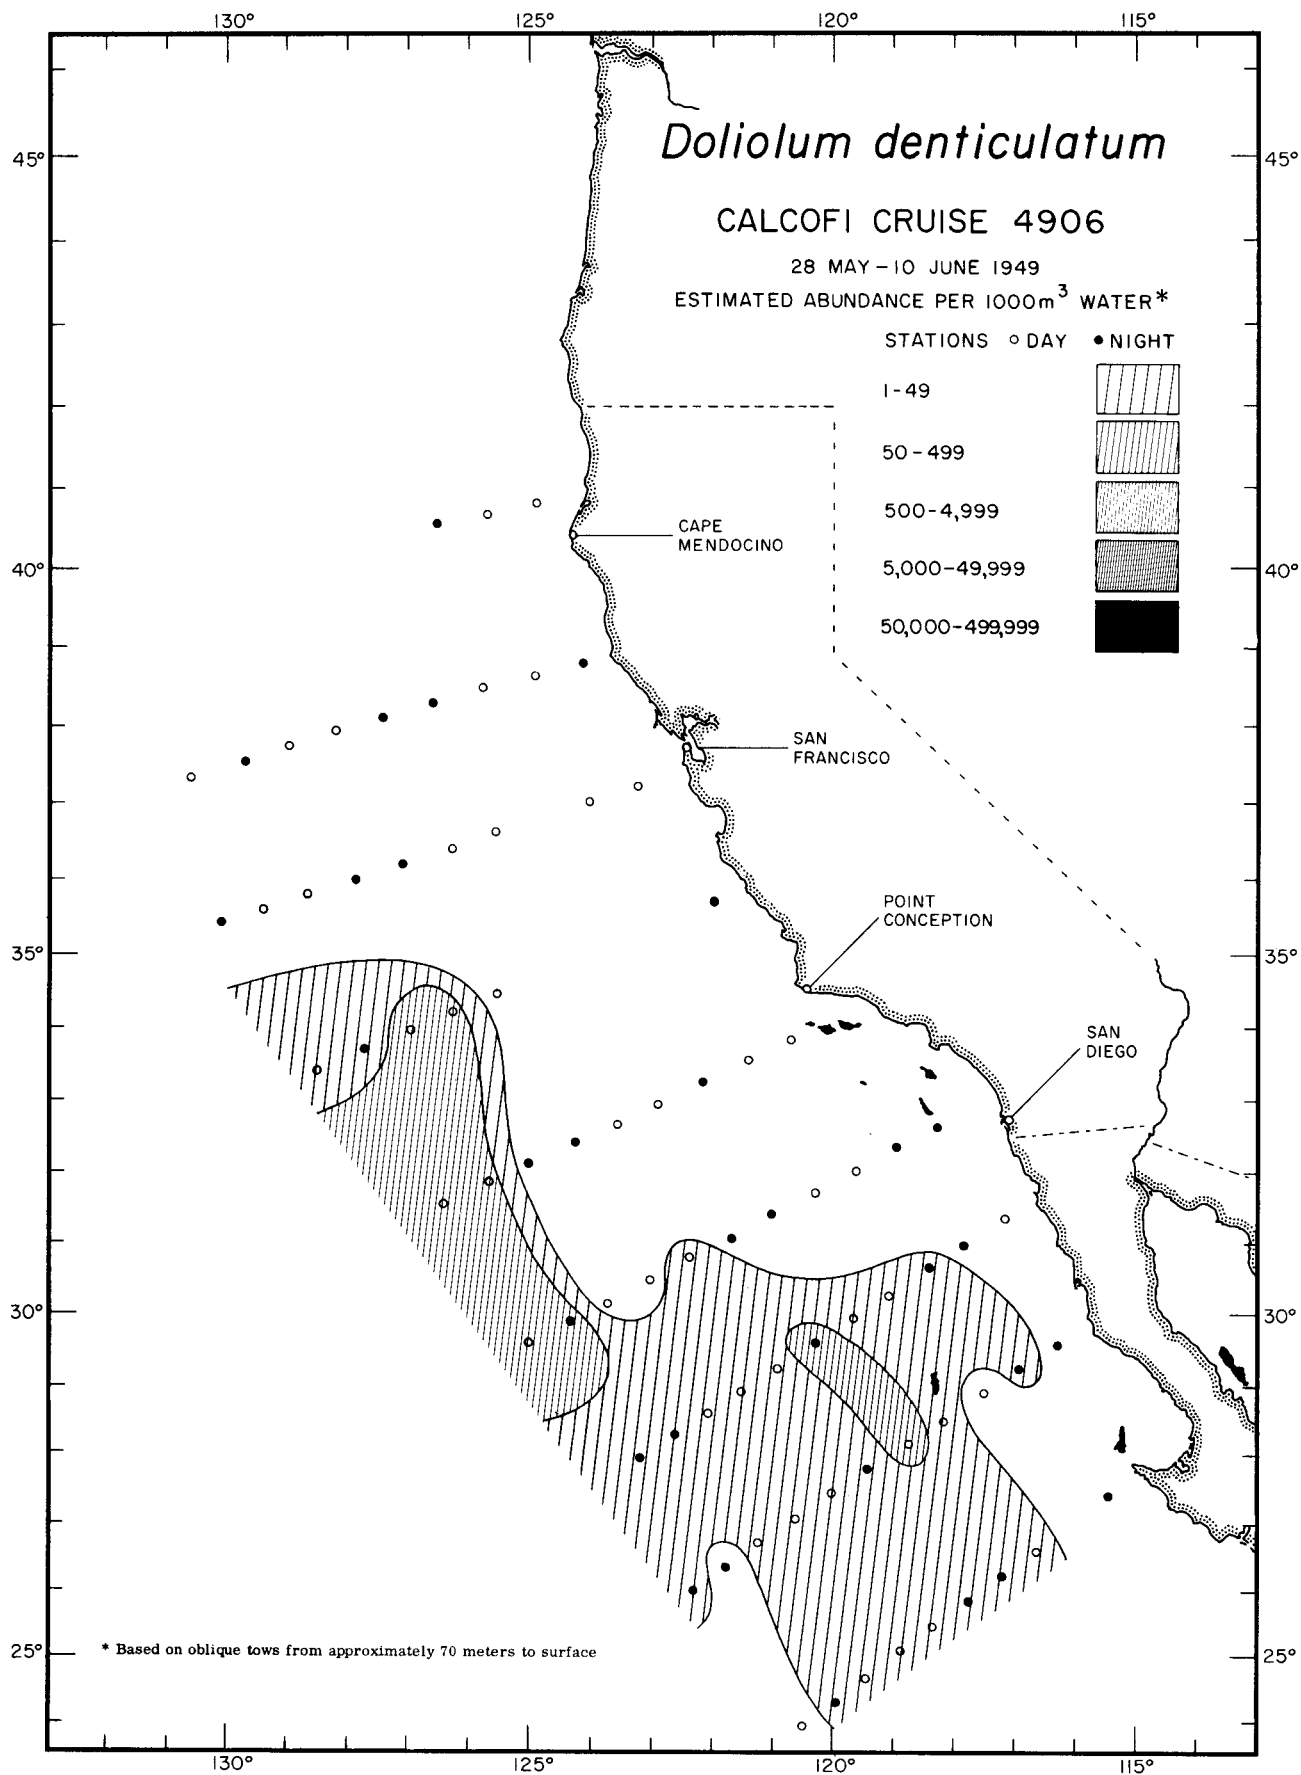 130° 125° 120° 115°
Doliolum denticulatum
45° 45°
CALCOFI CRUISE 4906
28 MAY – 10 JUNE 1949
ESTIMATED ABUNDANCE PER 1000m³ WATER*
STATIONS ○ DAY ● NIGHT
1-49
50-499
500-4,999
5,000-49,999
50,000-499,999
CAPE
MENDOCINO
40° 40°
SAN
FRANCISCO
POINT
CONCEPTION
35° 35°
SAN
DIEGO
30° 30°
* Based on oblique tows from approximately 70 meters to surface
25° 25°
130° 125° 120° 115°